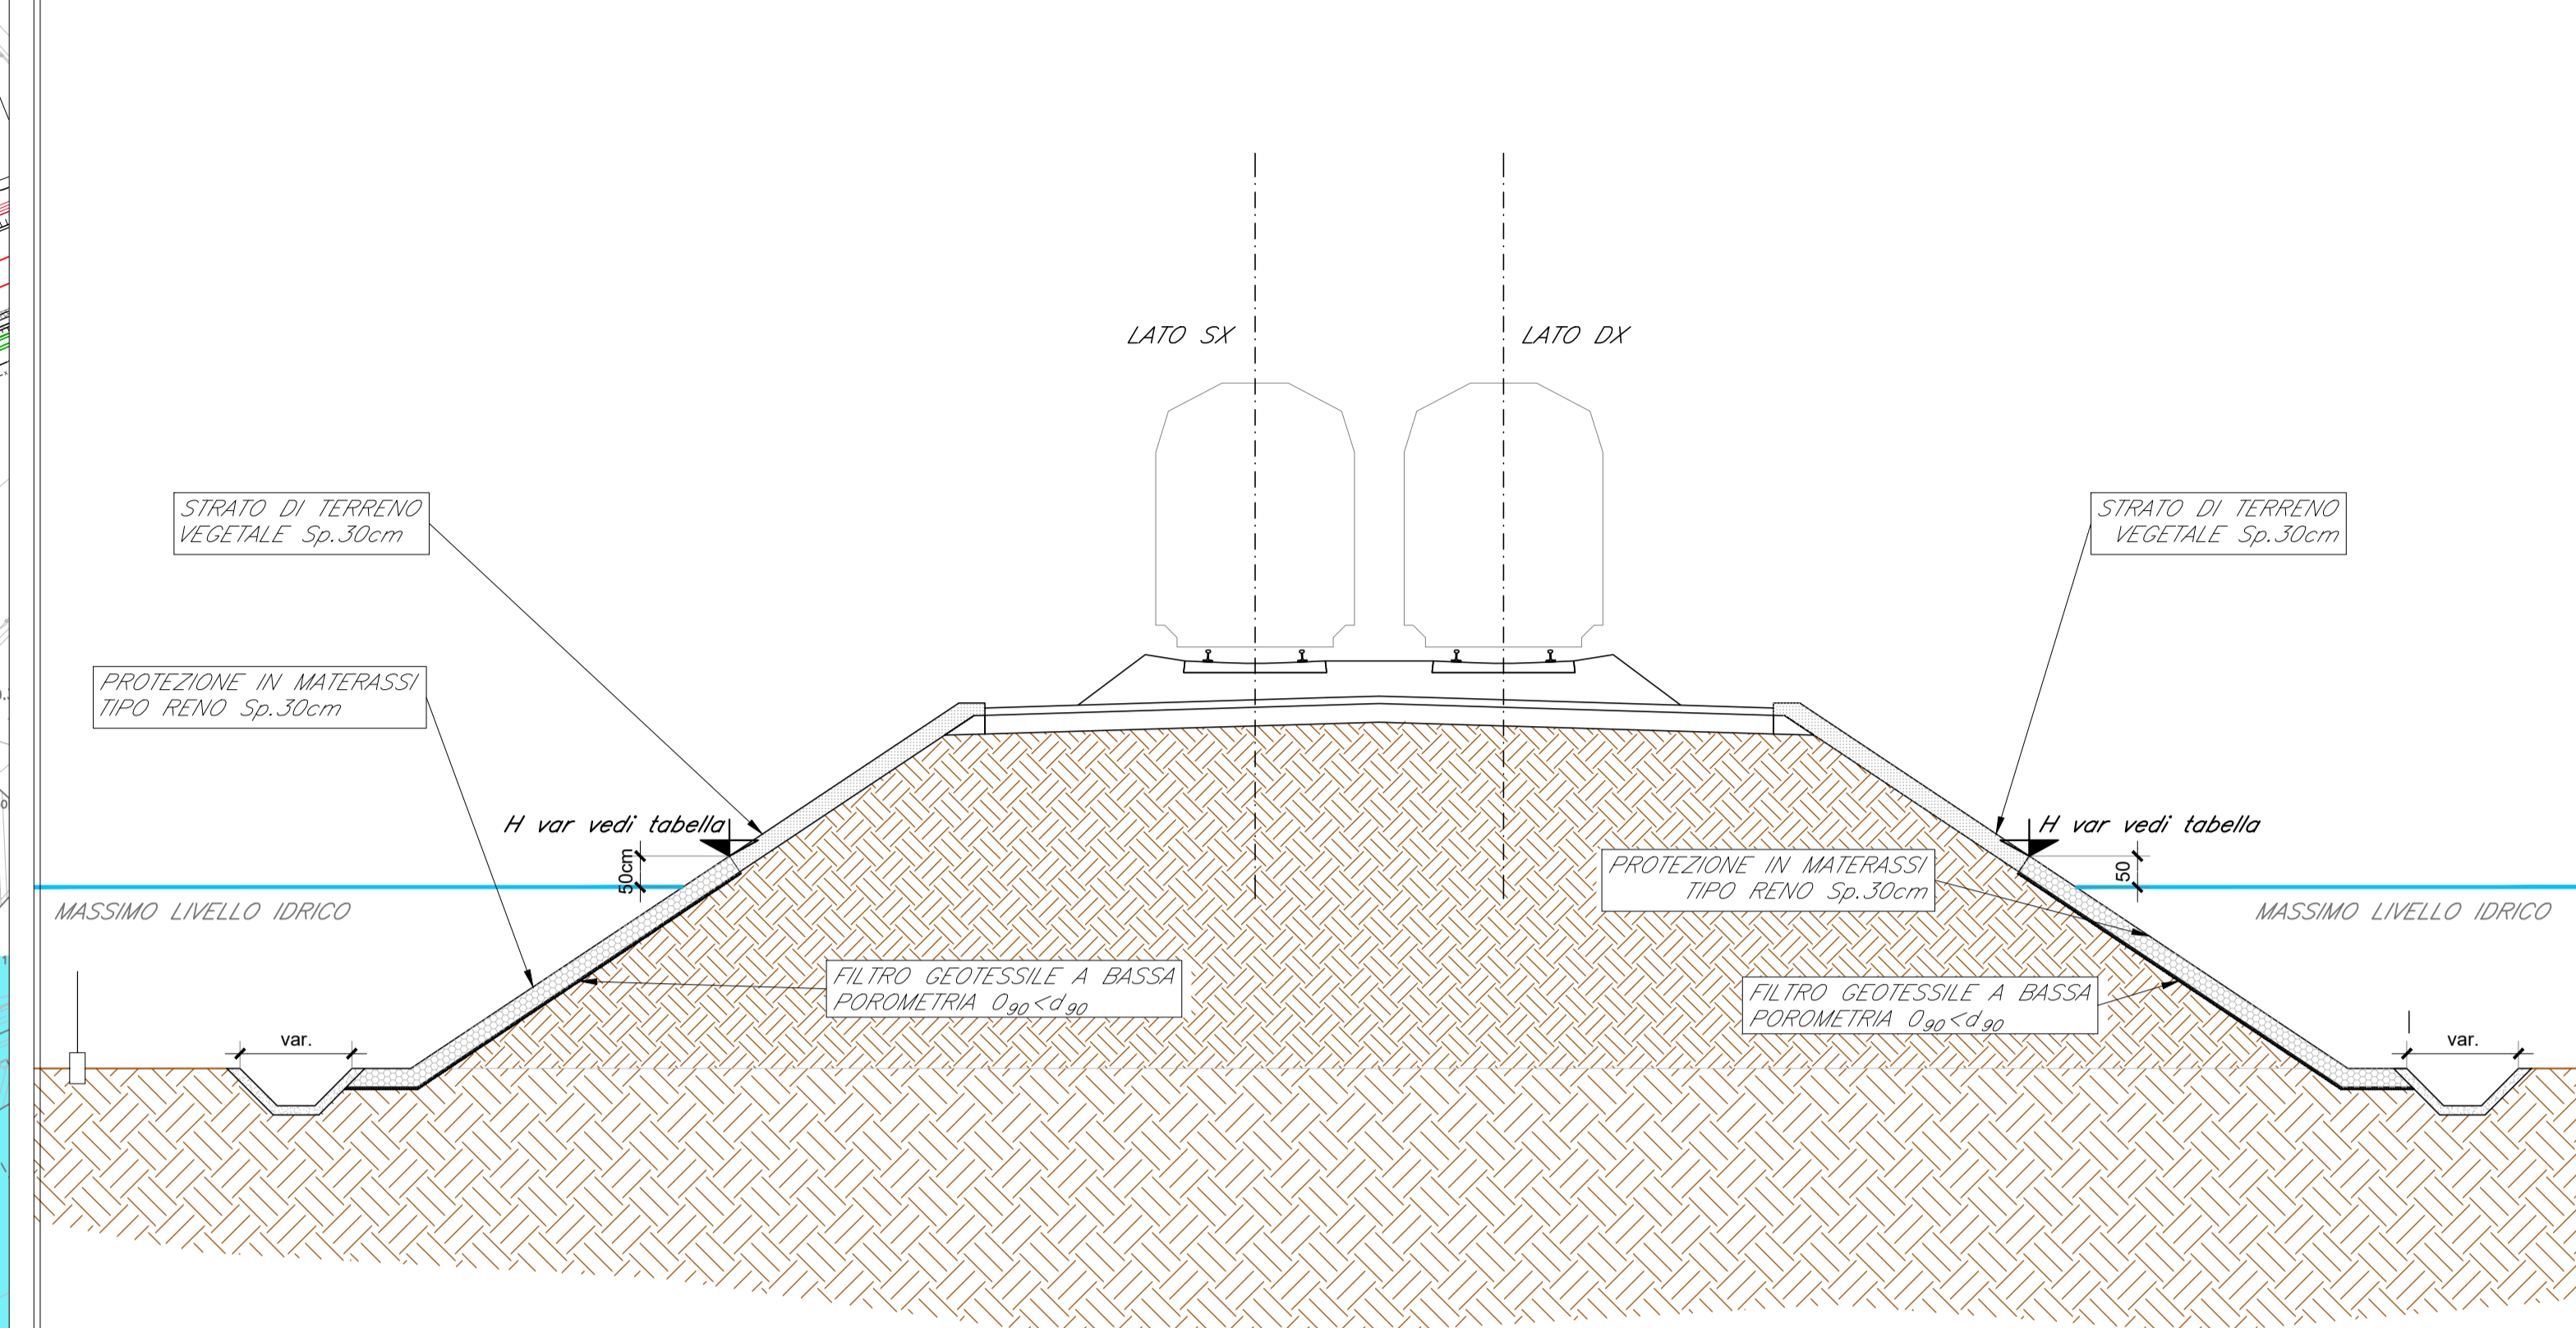 LATO SX
LATO DX
STRATO DI TERRENO
VEGETALE Sp.30cm
STRATO DI TERRENO
VEGETALE Sp.30cm
PROTEZIONE IN MATERASSI
TIPO RENO Sp.30cm
H var vedi tabella
H var vedi tabella
50cm
50
PROTEZIONE IN MATERASSI
TIPO RENO Sp.30cm
MASSIMO LIVELLO IDRICO
MASSIMO LIVELLO IDRICO
FILTRO GEOTESSILE A BASSA
POROMETRIA O90<d90
FILTRO GEOTESSILE A BASSA
POROMETRIA O90<d90
var.
var.